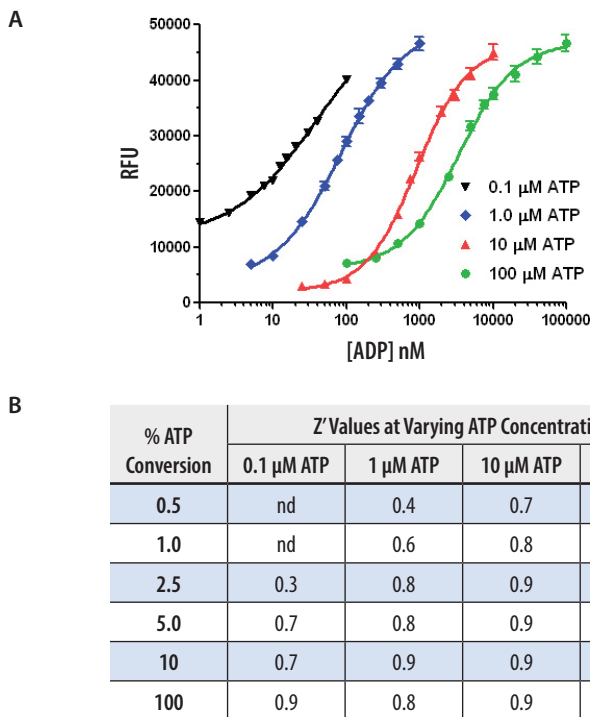 A
50000
40000
30000
20000
10000
0
RFU
1
10
100
1000
10000
100000
[ADP] nM
0.1 µM ATP
1.0 µM ATP
10 µM ATP
100 µM ATP
B
% ATP Conversion
Z′ Values at Varying ATP Concentrati
0.1 µM ATP 1 µM ATP 10 µM ATP
0.5 nd 0.4 0.7
1.0 nd 0.6 0.8
2.5 0.3 0.8 0.9
5.0 0.7 0.8 0.9
10 0.7 0.9 0.9
100 0.9 0.8 0.9